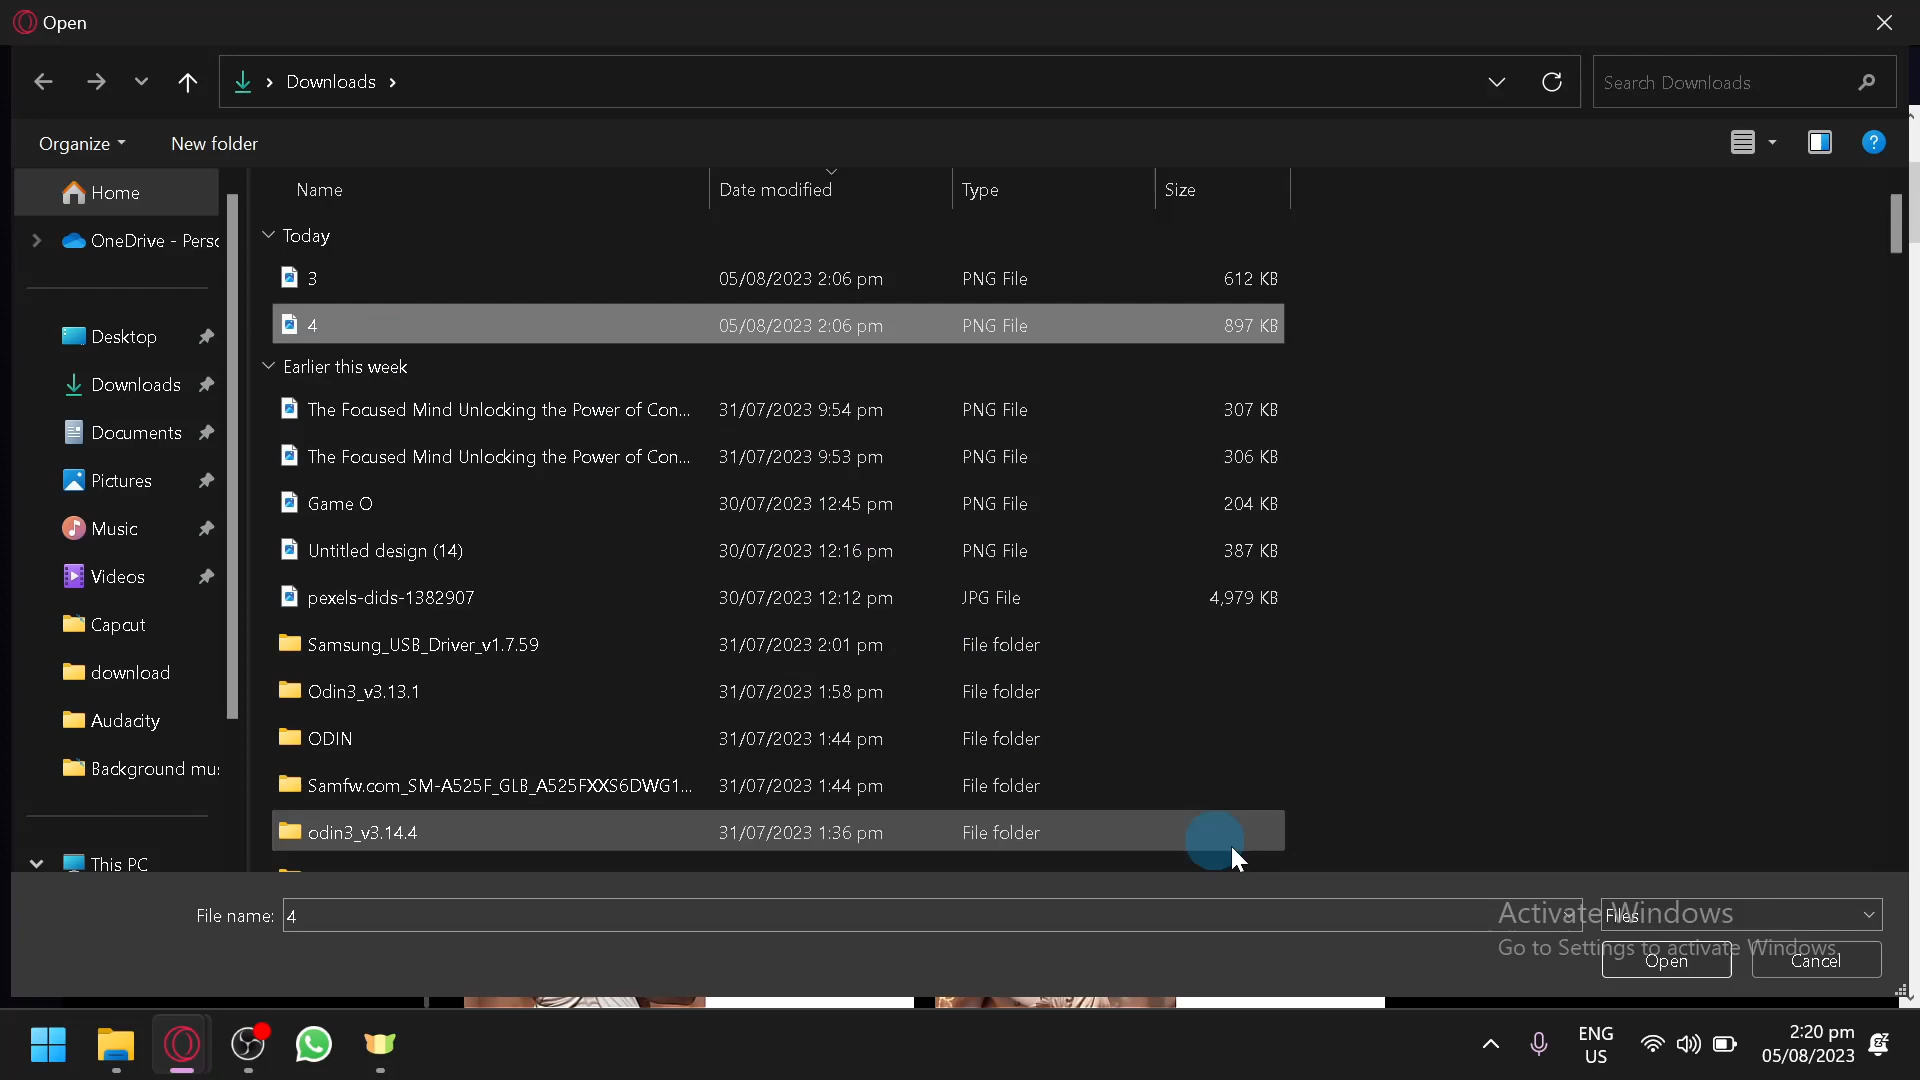 Open
Downloads
Search Downloads
Organize
New folder
Name
Date modified
Type
Size
Home
OneDrive - Pers
Desktop
Downloads
Documents
Pictures
Music
Videos
Capcut
download
Audacity
Background mu
This PC
Today
3 05/08/2023 2:06 pm PNG File 612 KB
4 05/08/2023 2:06 pm PNG File 897 KB
Earlier this week
The Focused Mind Unlocking the Power of Con... 31/07/2023 9:54 pm PNG File 307 KB
The Focused Mind Unlocking the Power of Con... 31/07/2023 9:53 pm PNG File 306 KB
Game O 30/07/2023 12:45 pm PNG File 204 KB
Untitled design (14) 30/07/2023 12:16 pm PNG File 387 KB
pexels-dids-1382907 30/07/2023 12:12 pm JPG File 4,979 KB
Samsung_USB_Driver_v1.7.59 31/07/2023 2:01 pm File folder
Odin3_v3.13.1 31/07/2023 1:58 pm File folder
ODIN 31/07/2023 1:44 pm File folder
Samfw.com_SM-A525F_GLB_A525FXXS6DWG1... 31/07/2023 1:44 pm File folder
odin3_v3.14.4 31/07/2023 1:36 pm File folder
File name: 4
Files
Activate Windows
Go to Settings to activate Windows.
Open
Cancel
ENG
US
2:20 pm
05/08/2023